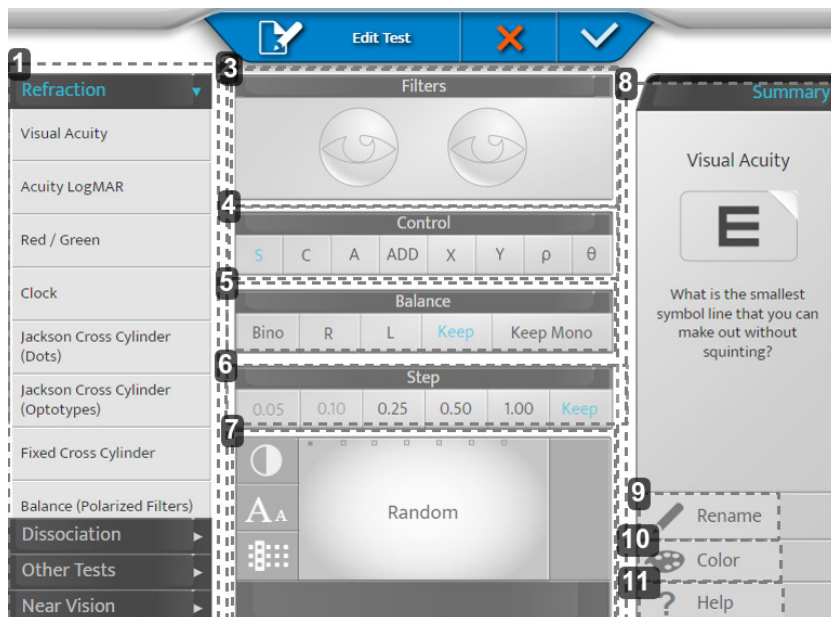 Edit Test
1
Refraction
Visual Acuity
Acuity LogMAR
Red / Green
Clock
Jackson Cross Cylinder
(Dots)
Jackson Cross Cylinder
(Optotypes)
Fixed Cross Cylinder
Balance (Polarized Filters)
Dissociation
Other Tests
Near Vision
3
Filters
4
Control
S C A ADD X Y ρ θ
5
Balance
Bino R L Keep Keep Mono
6
Step
0.05 0.10 0.25 0.50 1.00 Keep
7
A A
Random
8
Summary
Visual Acuity
E
What is the smallest
symbol line that you can
make out without
squinting?
9
Rename
10
Color
11
? Help